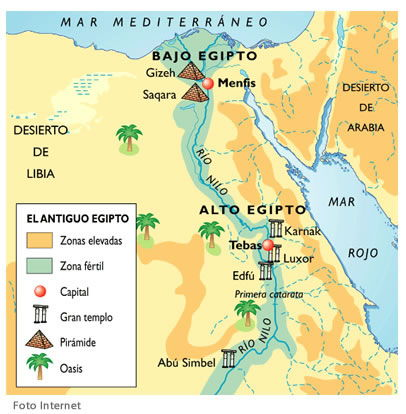 MAR MEDITERRÁNEO
BAJO EGIPTO
Gizeh
Menfis
Saqara
DESIERTO
DE
LIBIA
DESIERTO
DE
ARABIA
RÍO NILO
MAR
ROJO
ALTO EGIPTO
Karnak
Tebas
Luxor
Edfú
Primera catarata
RÍO NILO
Abú Simbel
EL ANTIGUO EGIPTO
Zonas elevadas
Zona fértil
Capital
Gran templo
Pirámide
Oasis
Foto Internet